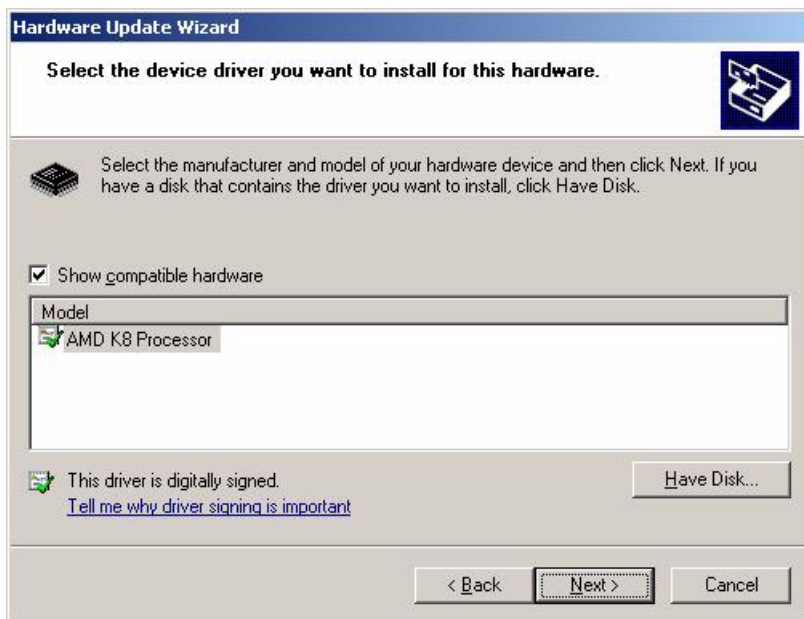 Hardware Update Wizard
Select the device driver you want to install for this hardware.
Select the manufacturer and model of your hardware device and then click Next. If you
have a disk that contains the driver you want to install, click Have Disk.
Show compatible hardware
Model
AMD K8 Processor
This driver is digitally signed.
Have Disk...
Tell me why driver signing is important
< Back
Next >
Cancel